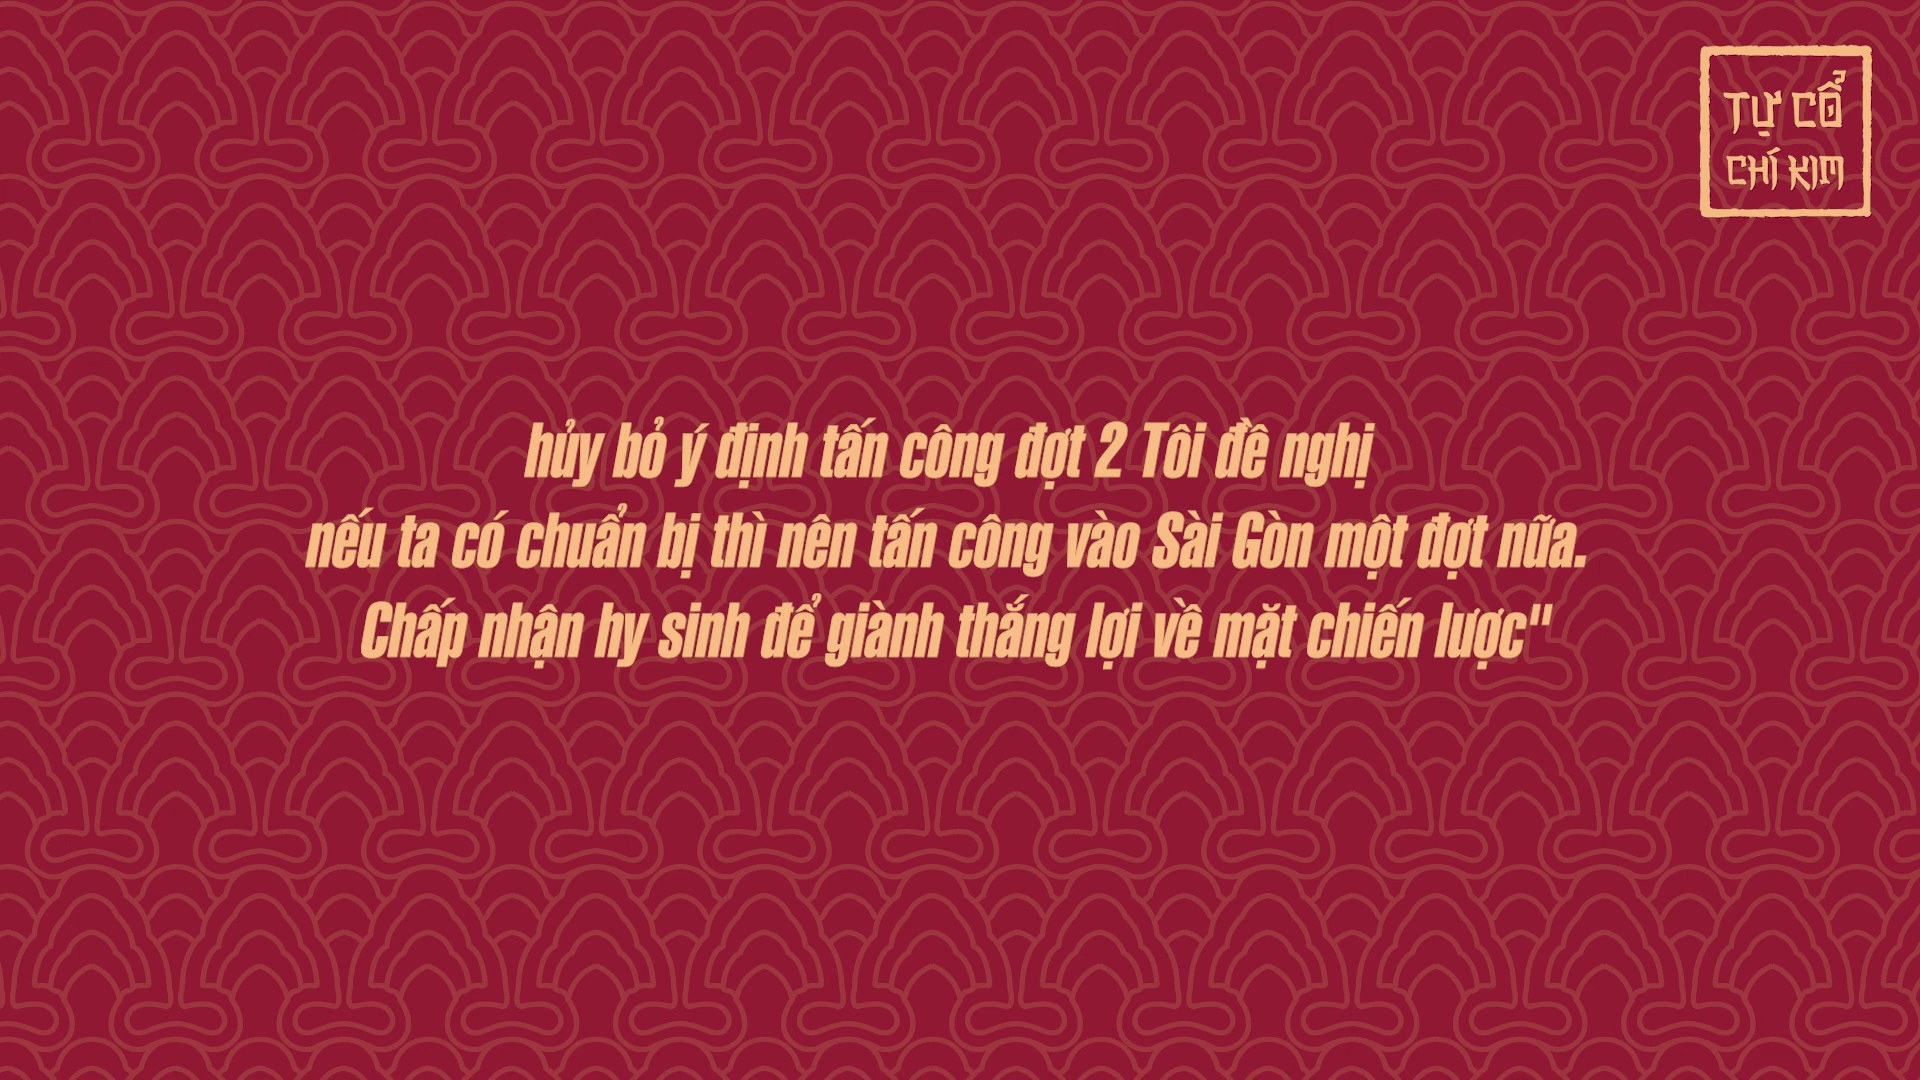 TỰ CỔ
CHÍ KIM
hủy bỏ ý định tấn công đợt 2 Tôi đề nghị
nếu ta có chuẩn bị thì nên tấn công vào Sài Gòn một đợt nữa.
Chấp nhận hy sinh để giành thắng lợi về mặt chiến lược"